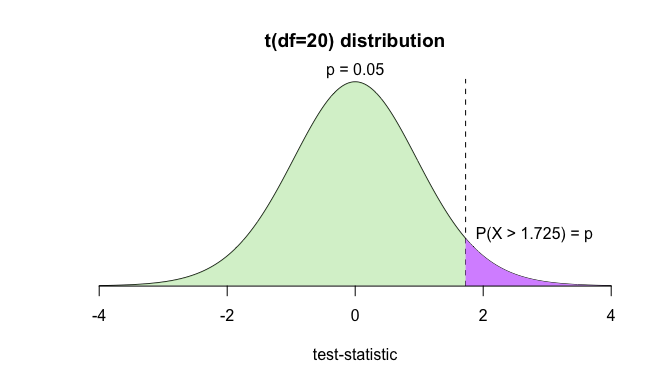 t(df=20) distribution
p = 0.05
P(X > 1.725) = p
-4 -2 0 2 4
test-statistic